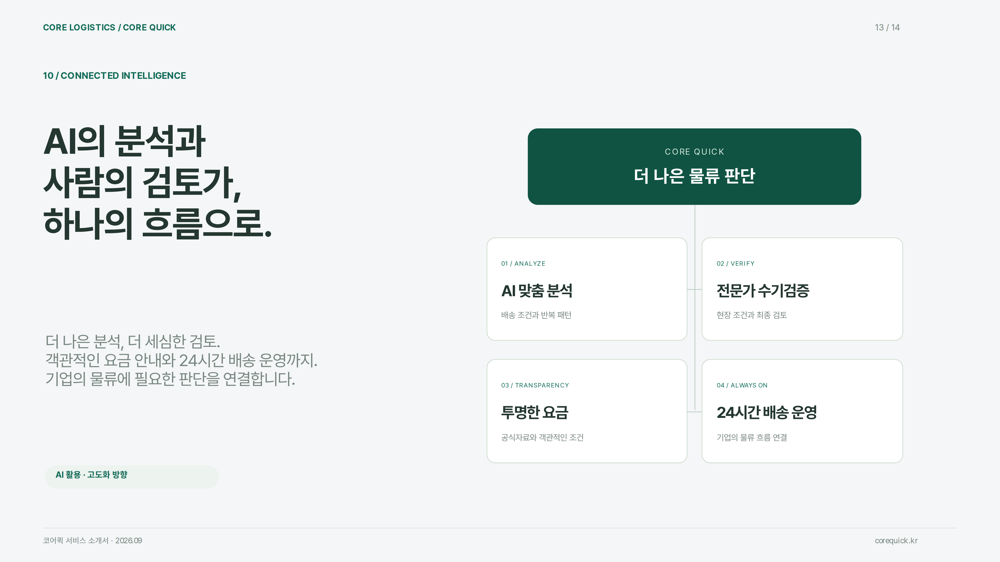 CORE LOGISTICS / CORE QUICK
13 / 14
10 / CONNECTED INTELLIGENCE
AI의 분석과
사람의 검토가,
하나의 흐름으로.
더 나은 분석, 더 세심한 검토.
객관적인 요금 안내와 24시간 배송 운영까지.
기업의 물류에 필요한 판단을 연결합니다.
AI 활용 · 고도화 방향
CORE QUICK
더 나은 물류 판단
01 / ANALYZE
AI 맞춤 분석
배송 조건과 반복 패턴
02 / VERIFY
전문가 수기검증
현장 조건과 최종 검토
03 / TRANSPARENCY
투명한 요금
공식자료와 객관적인 조건
04 / ALWAYS ON
24시간 배송 운영
기업의 물류 흐름 연결
코어퀵 서비스 소개서 · 2026.09
corequick.kr